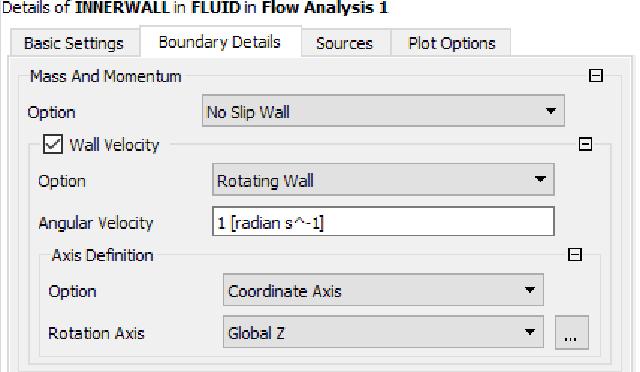 Details of INNERWALL in FLUID in Flow Analysis 1
Basic Settings Boundary Details Sources Plot Options
Mass And Momentum
Option No Slip Wall
Wall Velocity
Option Rotating Wall
Angular Velocity 1 [radian s^-1]
Axis Definition
Option Coordinate Axis
Rotation Axis Global Z ...